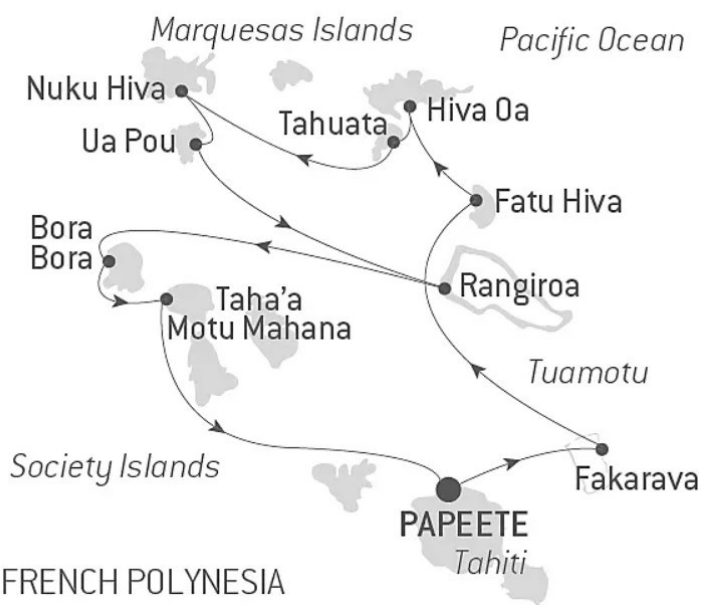 Marquesas Islands
Pacific Ocean
Nuku Hiva
Hiva Oa
Tahuata
Ua Pou
Fatu Hiva
Bora
Bora
Rangiroa
Taha'a
Motu Mahana
Tuamotu
Society Islands
Fakarava
PAPEETE
Tahiti
FRENCH POLYNESIA